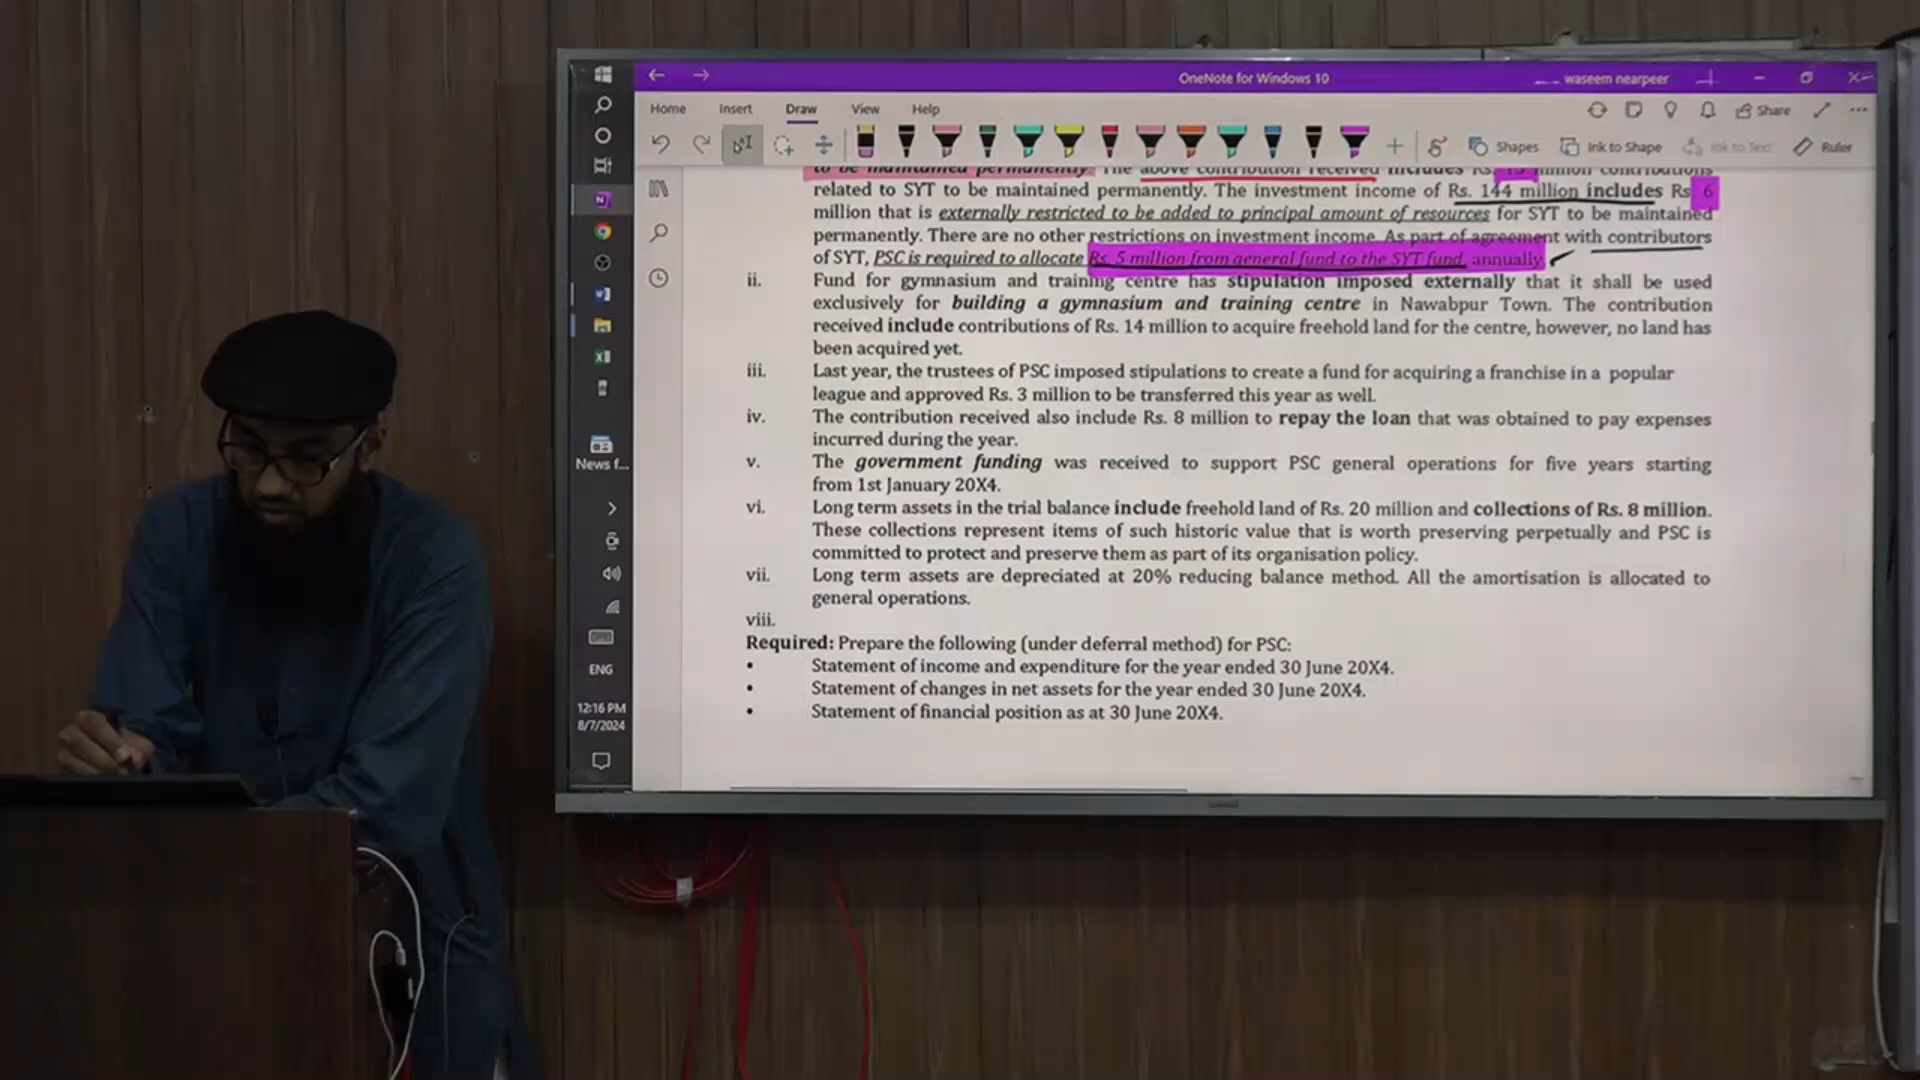 OneNote for Windows 10
waseem nearpeer
Home Insert Draw View Help
Share
Shapes Ink to Shape Ink to Text Ruler
to be maintained permanently. The above contribution received includes Rs. 15 million contributions
related to SYT to be maintained permanently. The investment income of Rs. 144 million includes Rs. 6
million that is externally restricted to be added to principal amount of resources for SYT to be maintained
permanently. There are no other restrictions on investment income. As part of agreement with contributors
of SYT, PSC is required to allocate Rs. 5 million from general fund to the SYT fund, annually.
ii. Fund for gymnasium and training centre has stipulation imposed externally that it shall be used
exclusively for building a gymnasium and training centre in Nawabpur Town. The contribution
received include contributions of Rs. 14 million to acquire freehold land for the centre, however, no land has
been acquired yet.
iii. Last year, the trustees of PSC imposed stipulations to create a fund for acquiring a franchise in a popular
league and approved Rs. 3 million to be transferred this year as well.
iv. The contribution received also include Rs. 8 million to repay the loan that was obtained to pay expenses
incurred during the year.
v. The government funding was received to support PSC general operations for five years starting
from 1st January 20X4.
vi. Long term assets in the trial balance include freehold land of Rs. 20 million and collections of Rs. 8 million.
These collections represent items of such historic value that is worth preserving perpetually and PSC is
committed to protect and preserve them as part of its organisation policy.
vii. Long term assets are depreciated at 20% reducing balance method. All the amortisation is allocated to
general operations.
viii.
Required: Prepare the following (under deferral method) for PSC:
• Statement of income and expenditure for the year ended 30 June 20X4.
• Statement of changes in net assets for the year ended 30 June 20X4.
• Statement of financial position as at 30 June 20X4.
News f...
ENG
12:16 PM
8/7/2024